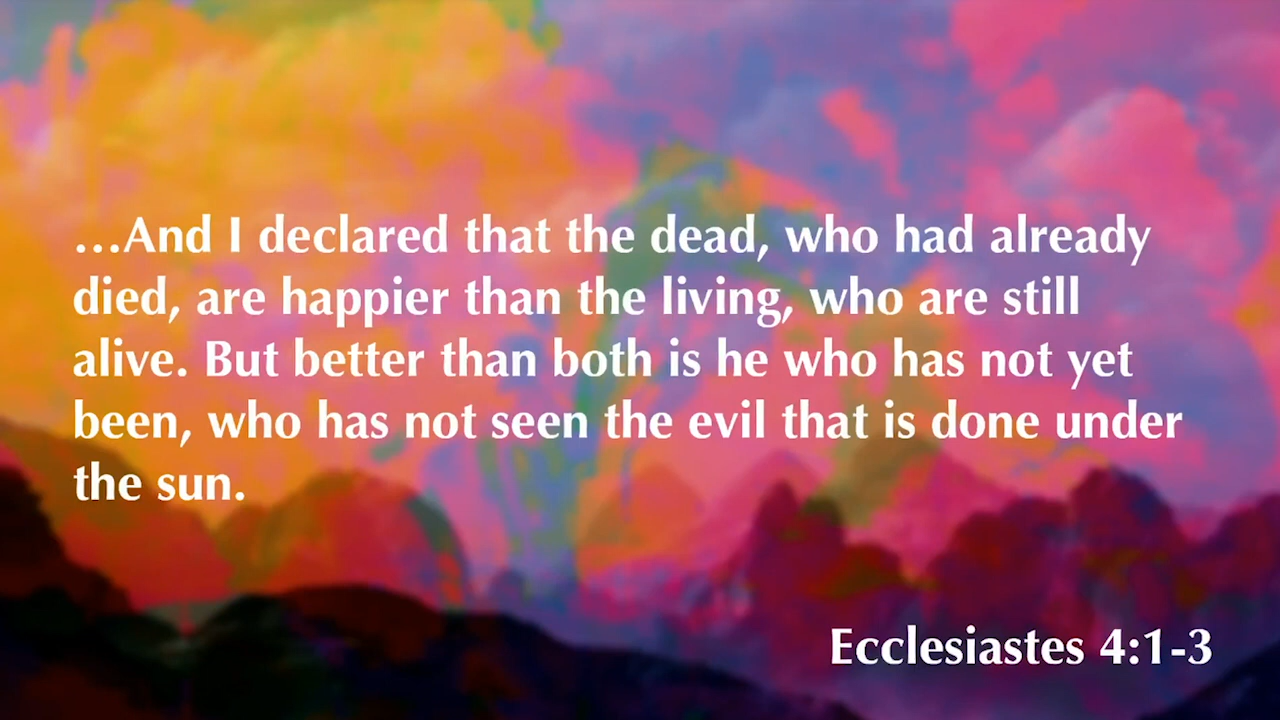 …And I declared that the dead, who had already
died, are happier than the living, who are still
alive. But better than both is he who has not yet
been, who has not seen the evil that is done under
the sun.
Ecclesiastes 4:1-3